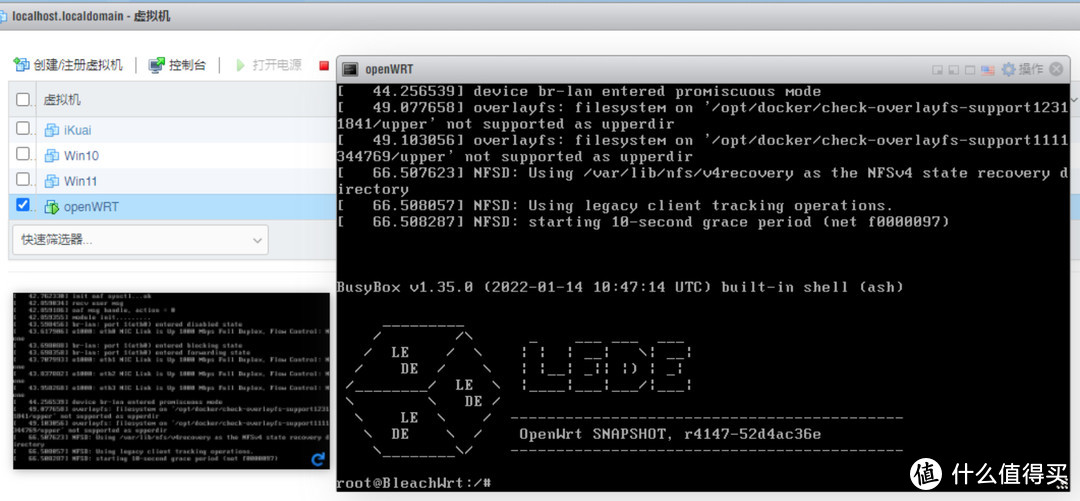 localhost.localdomain - 虚拟机
创建/注册虚拟机
控制台
打开电源
虚拟机
iKuai
Win10
Win11
openWRT
快速筛选器...
openWRT
操作
[   44.256539] device br-lan entered promiscuous mode
[   49.077658] overlayfs: filesystem on '/opt/docker/check-overlayfs-support1231
1841/upper' not supported as upperdir
[   49.103056] overlayfs: filesystem on '/opt/docker/check-overlayfs-support1111
344769/upper' not supported as upperdir
[   66.507623] NFSD: Using /var/lib/nfs/v4recovery as the NFSv4 state recovery d
irectory
[   66.508057] NFSD: Using legacy client tracking operations.
[   66.508287] NFSD: starting 10-second grace period (net f0000097)
BusyBox v1.35.0 (2022-01-14 10:47:14 UTC) built-in shell (ash)
LE
DE
LE
DE
LE
DE
LEDE
OpenWrt SNAPSHOT, r4147-52d4ac36e
root@BleachWrt:/#
值 什么值得买